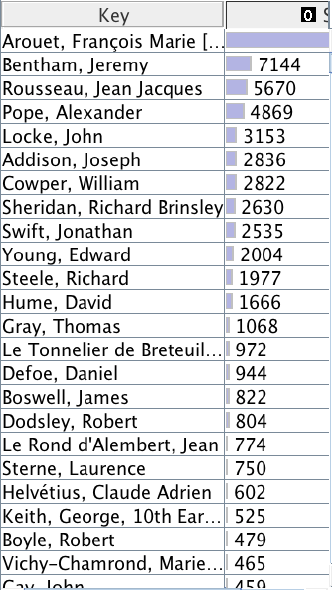 Key 0 S
Arouet, François Marie [...
Bentham, Jeremy 7144
Rousseau, Jean Jacques 5670
Pope, Alexander 4869
Locke, John 3153
Addison, Joseph 2836
Cowper, William 2822
Sheridan, Richard Brinsley 2630
Swift, Jonathan 2535
Young, Edward 2004
Steele, Richard 1977
Hume, David 1666
Gray, Thomas 1068
Le Tonnelier de Breteuil... 972
Defoe, Daniel 944
Boswell, James 822
Dodsley, Robert 804
Le Rond d'Alembert, Jean 774
Sterne, Laurence 750
Helvétius, Claude Adrien 602
Keith, George, 10th Ear... 525
Boyle, Robert 479
Vichy-Chamrond, Marie... 465
Gay, John 459